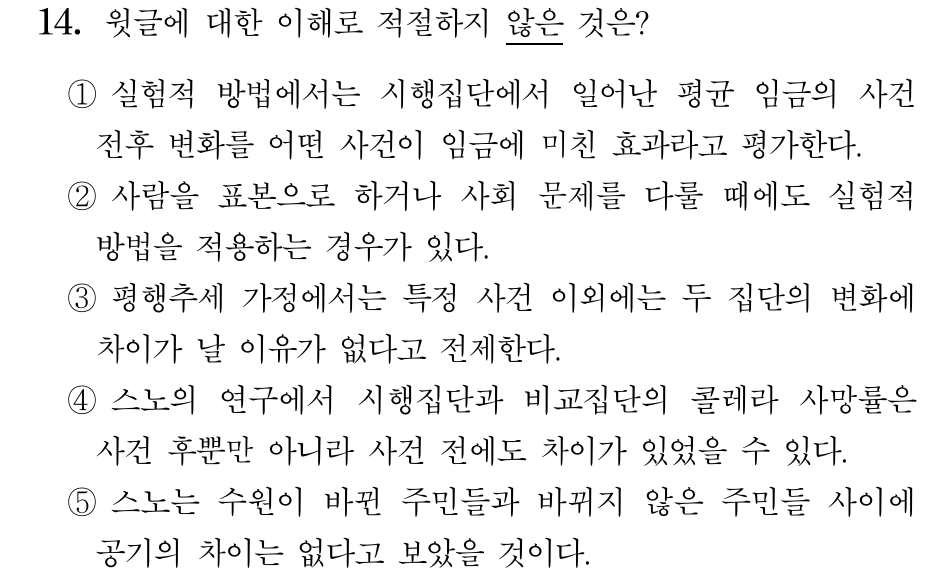 14. 윗글에 대한 이해로 적절하지 않은 것은?
① 실험적 방법에서는 시행집단에서 일어난 평균 임금의 사건
전후 변화를 어떤 사건이 임금에 미친 효과라고 평가한다.
② 사람을 표본으로 하거나 사회 문제를 다룰 때에도 실험적
방법을 적용하는 경우가 있다.
③ 평행추세 가정에서는 특정 사건 이외에는 두 집단의 변화에
차이가 날 이유가 없다고 전제한다.
④ 스노의 연구에서 시행집단과 비교집단의 콜레라 사망률은
사건 후뿐만 아니라 사건 전에도 차이가 있었을 수 있다.
⑤ 스노는 수원이 바뀐 주민들과 바뀌지 않은 주민들 사이에
공기의 차이는 없다고 보았을 것이다.